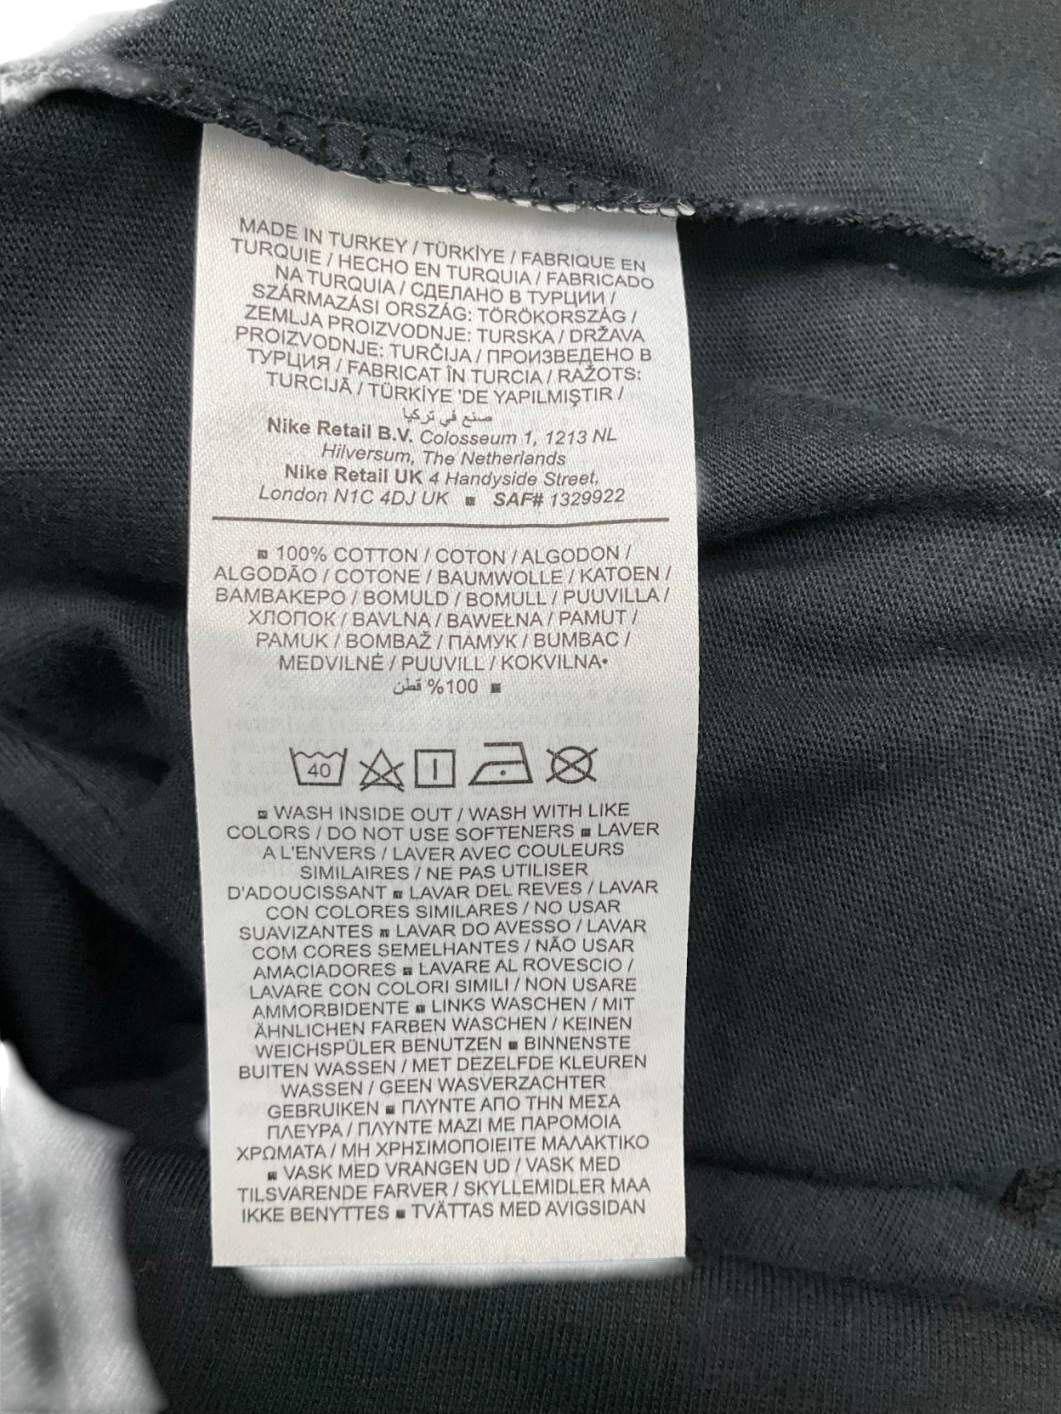 MADE IN TURKEY / TÜRKİYE / FABRIQUE EN
TURQUIE / HECHO EN TURQUIA / FABRICADO
NA TURQUIA / СДЕЛАНО В ТУРЦИИ /
SZÁRMAZÁSI ORSZÁG: TÖRÖKORSZÁG /
ZEMLJA PROIZVODNJE: TURSKA / DRŽAVA
PROIZVODNJE: TURČIJA / ПРОИЗВЕДЕНО В
ТУРЦИЯ / FABRICAT ÎN TURCIA / RAŽOTS:
TURCIJĀ / TÜRKİYE 'DE YAPILMIŞTIR /
صنع في تركيا
Nike Retail B.V. Colosseum 1, 1213 NL
Hilversum, The Netherlands
Nike Retail UK 4 Handyside Street,
London N1C 4DJ UK SAF# 1329922
100% COTTON / COTON / ALGODON /
ALGODÃO / COTONE / BAUMWOLLE / KATOEN /
ΒΑΜΒΑΚΕΡΟ / BOMULD / BOMULL / PUUVILLA /
ХЛОПОК / BAVLNA / BAWEŁNA / PAMUT /
PAMUK / BOMBAŽ / ПАМУК / BUMBAC /
MEDVILNĖ / PUUVILL / KOKVILNA•
100% قطن
40
WASH INSIDE OUT / WASH WITH LIKE
COLORS / DO NOT USE SOFTENERS LAVER
A L'ENVERS / LAVER AVEC COULEURS
SIMILAIRES / NE PAS UTILISER
D'ADOUCISSANT LAVAR DEL REVES / LAVAR
CON COLORES SIMILARES / NO USAR
SUAVIZANTES LAVAR DO AVESSO / LAVAR
COM CORES SEMELHANTES / NÃO USAR
AMACIADORES LAVARE AL ROVESCIO /
LAVARE CON COLORI SIMILI / NON USARE
AMMORBIDENTE LINKS WASCHEN / MIT
ÄHNLICHEN FARBEN WASCHEN / KEINEN
WEICHSPÜLER BENUTZEN BINNENSTE
BUITEN WASSEN / MET DEZELFDE KLEUREN
WASSEN / GEEN WASVERZACHTER
GEBRUIKEN ΠΛΥΝΤΕ ΑΠΟ ΤΗΝ ΜΕΣΑ
ΠΛΕΥΡΑ / ΠΛΥΝΤΕ ΜΑΖΙ ΜΕ ΠΑΡΟΜΟΙΑ
ΧΡΩΜΑΤΑ / ΜΗ ΧΡΗΣΙΜΟΠΟΙΕΙΤΕ ΜΑΛΑΚΤΙΚΟ
VASK MED VRANGEN UD / VASK MED
TILSVARENDE FARVER / SKYLLEMIDLER MAA
IKKE BENYTTES TVÄTTAS MED AVIGSIDAN